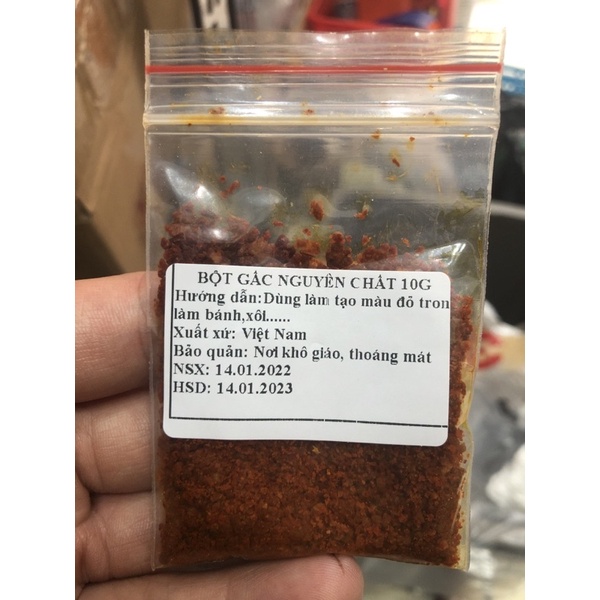 BỘT GẤC NGUYÊN CHẤT 10G
Hướng dẫn:Dùng làm tạo màu đỏ tron
làm bánh,xôi......
Xuất xứ: Việt Nam
Bảo quản: Nơi khô giáo, thoáng mát
NSX: 14.01.2022
HSD: 14.01.2023